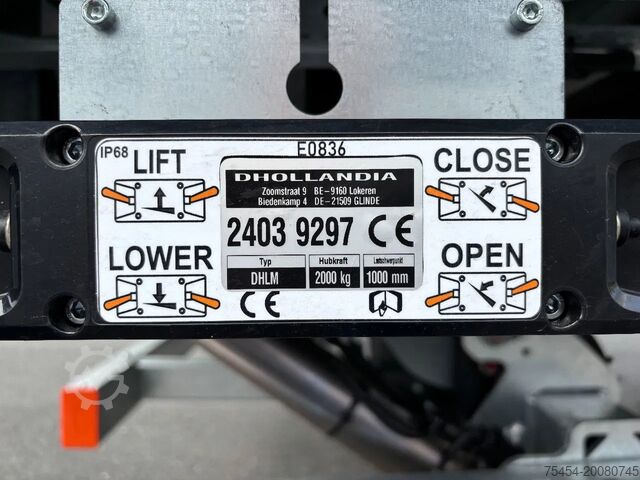 E0836
IP68 LIFT
LOWER
DHOLLANDIA
Zoomstraat 9 BE-9160 Lokeren
Biedenkamp 4 DE-21509 GLINDE
2403 9297 CE
Typ Hubkraft Lastschwerpunkt
DHLM 2000 kg 1000 mm
CE
CLOSE
OPEN
75454-20080745